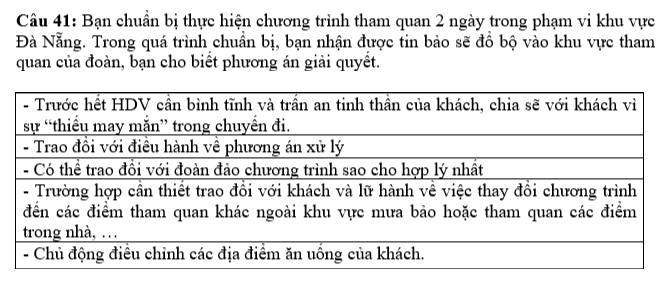 Câu 41: Bạn chuẩn bị thực hiện chương trình tham quan 2 ngày trong phạm vi khu vực
Đà Nẵng. Trong quá trình chuẩn bị, bạn nhận được tin bảo sẽ đổ bộ vào khu vực tham
quan của đoàn, bạn cho biết phương án giải quyết.
- Trước hết HDV cần bình tĩnh và trấn an tinh thần của khách, chia sẽ với khách vì
sự “thiếu may mắn” trong chuyến đi.
- Trao đổi với điều hành về phương án xử lý
- Có thể trao đổi với đoàn đảo chương trình sao cho hợp lý nhất
- Trường hợp cần thiết trao đổi với khách và lữ hành về việc thay đổi chương trình
đến các điểm tham quan khác ngoài khu vực mưa bảo hoặc tham quan các điểm
trong nhà, …
- Chủ động điều chỉnh các địa điểm ăn uống của khách.